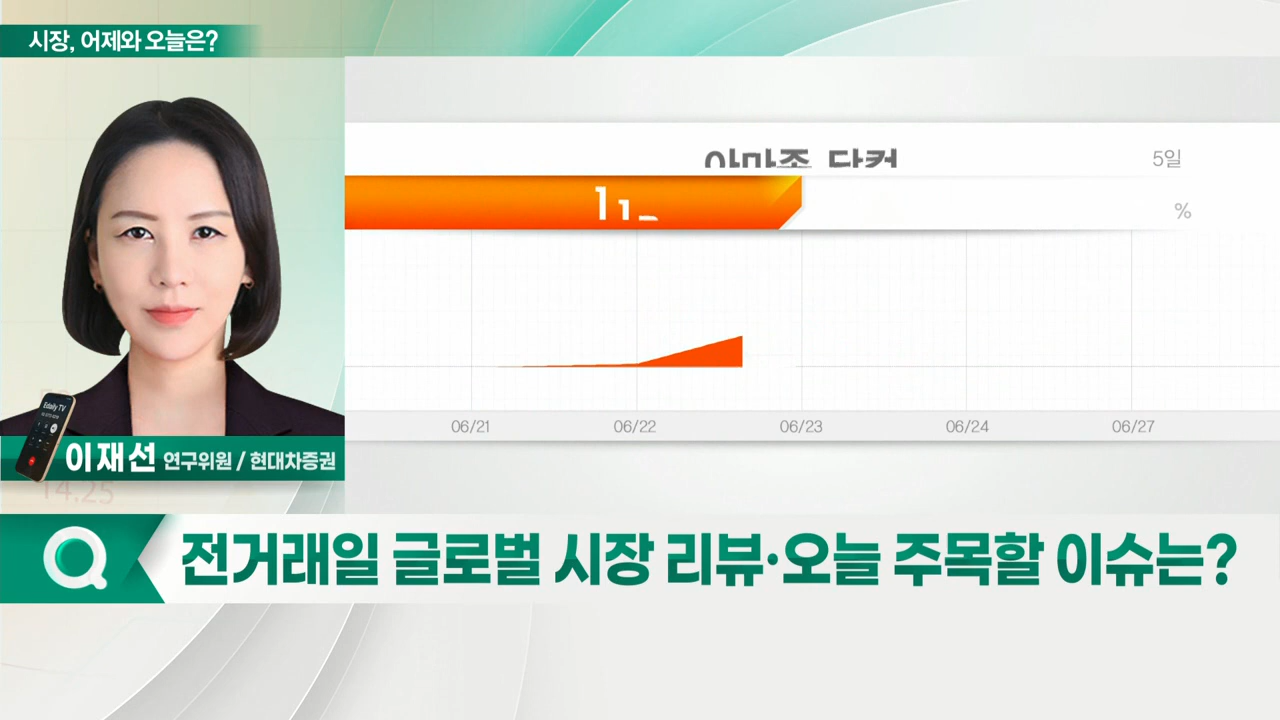 시장, 어제와 오늘은?
5일
%
06/21 06/22 06/23 06/24 06/27
Edaily TV
이재선 연구위원 / 현대차증권
14.25
전거래일 글로벌 시장 리뷰·오늘 주목할 이슈는?